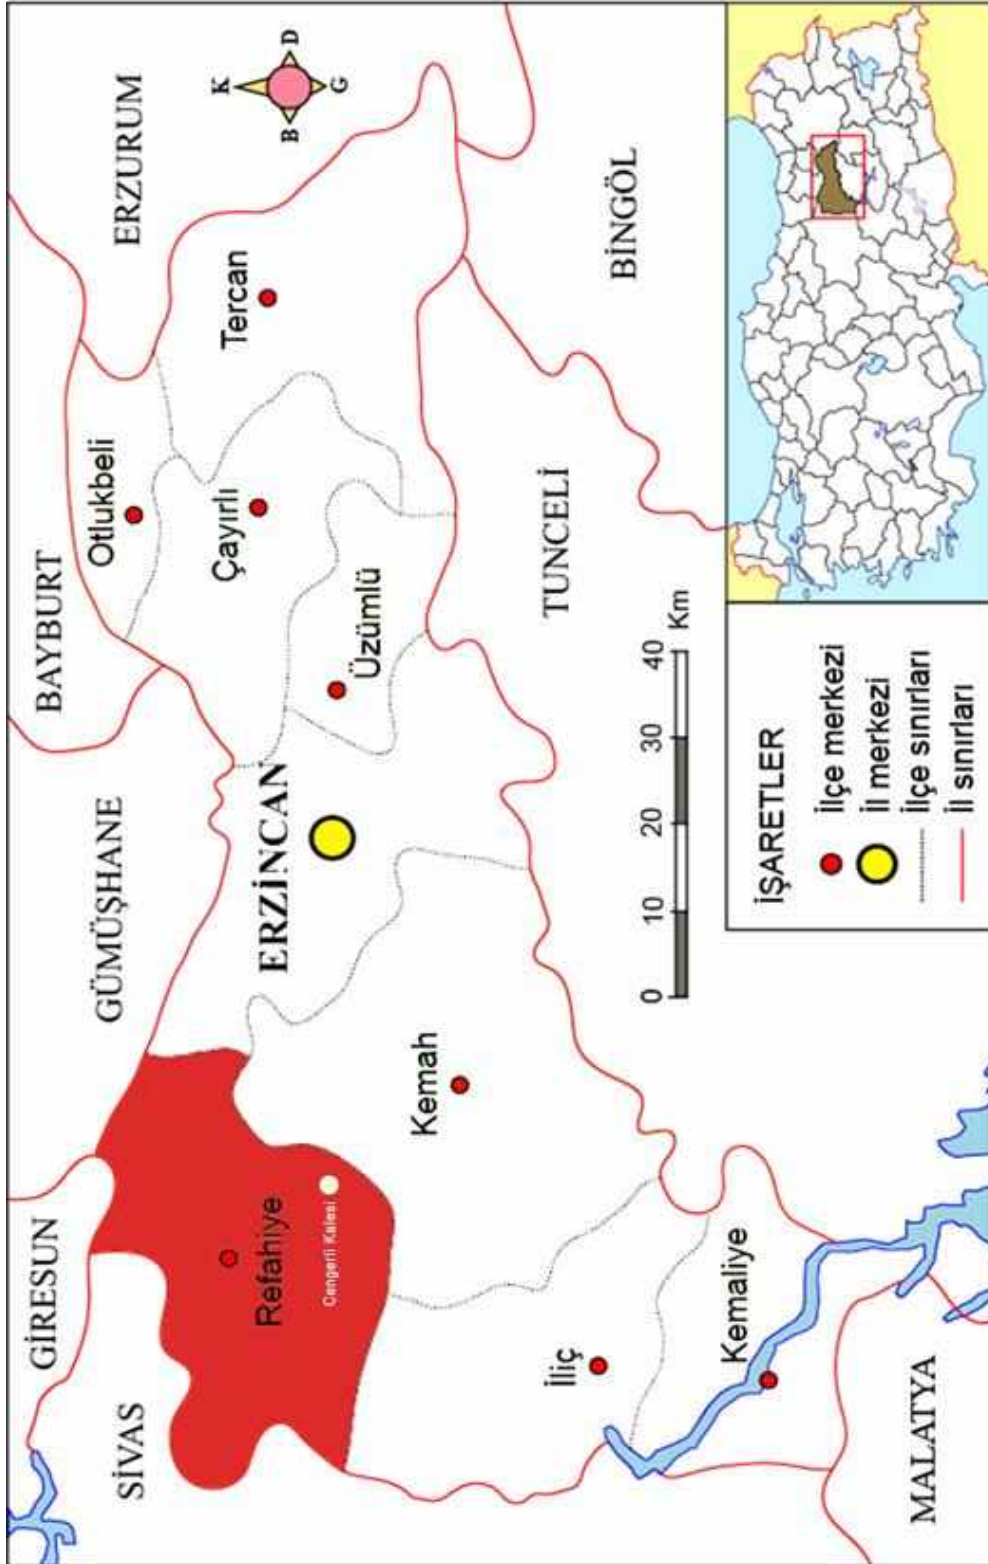 GİRESUN
GÜMÜŞHANE
BAYBURT
ERZURUM
SİVAS
Otlukbeli
K
B
D
G
Refahiye
ERZİNCAN
Çayırlı
Tercan
Cengerli Kalesi
Üzümlü
Kemah
İliç
TUNCELİ
BİNGÖL
Kemaliye
MALATYA
0 10 20 30 40 Km
İŞARETLER
İlçe merkezi
İl merkezi
İlçe sınırları
İl sınırları